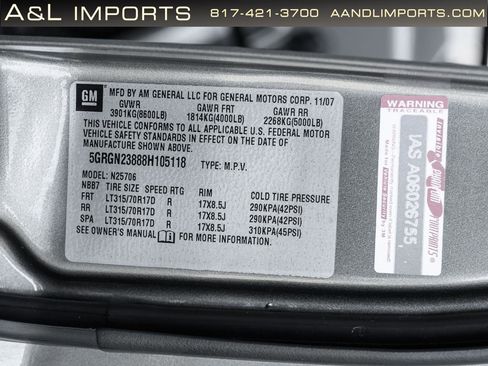 A&L IMPORTS 817-421-3700 AANDLIMPORTS.COM
GM
MFD BY AM GENERAL LLC FOR GENERAL MOTORS CORP. 11/07
GVWR GAWR FRT GAWR RR
3901KG(8600LB) 1814KG(4000LB) 2268KG(5000LB)
THIS VEHICLE CONFORMS TO ALL APPLICABLE U.S. FEDERAL MOTOR
VEHICLE SAFETY STANDARDS IN EFFECT ON THE DATE OF
MANUFACTURE SHOWN ABOVE.
5GRGN23888H105118 TYPE: M.P.V.
MODEL: N25706
NBB7 TIRE SIZE SPEED RTG RIM COLD TIRE PRESSURE
FRT LT315/70R17D R 17X8.5J 290KPA(42PSI)
RR LT315/70R17D R 17X8.5J 290KPA(42PSI)
SPA LT315/70R17D R 17X8.5J 310KPA(45PSI)
SEE OWNER'S MANUAL FOR MORE INFORMATION.
WARNING
IAS A08026755